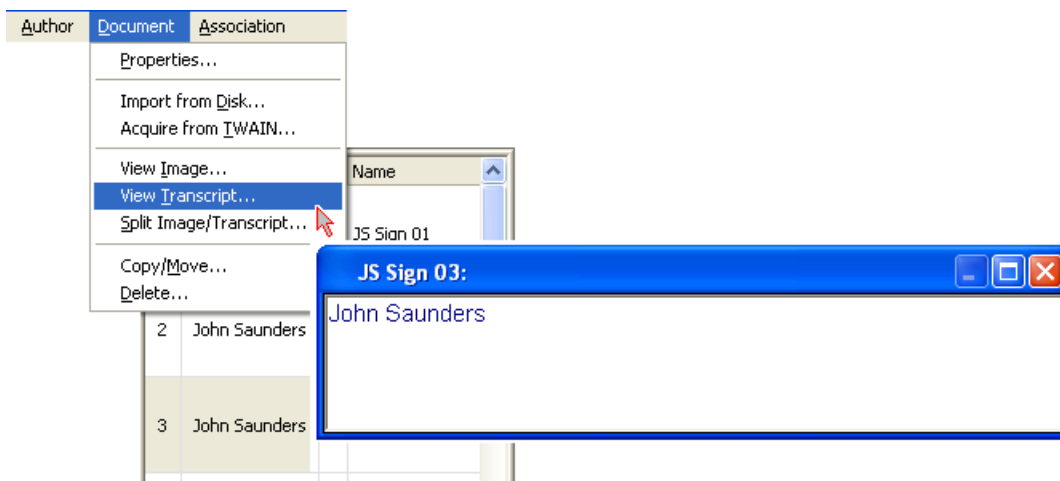 Author Document Association
Properties...
Import from Disk...
Acquire from TWAIN...
View Image...
View Transcript...
Split Image/Transcript...
Copy/Move...
Delete...
Name
JS Sign 01
JS Sign 03:
John Saunders
2 John Saunders
3 John Saunders